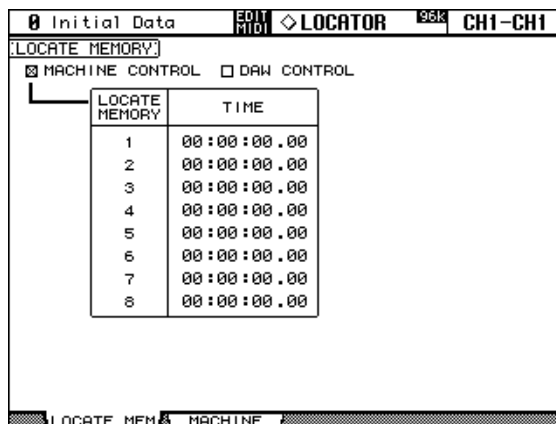 0 Initial Data EDIT MIDI ◇LOCATOR 96k CH1-CH1
LOCATE MEMORY
☒ MACHINE CONTROL ☐ DAW CONTROL
LOCATE MEMORY TIME
1 00:00:00.00
2 00:00:00.00
3 00:00:00.00
4 00:00:00.00
5 00:00:00.00
6 00:00:00.00
7 00:00:00.00
8 00:00:00.00
LOCATE MEM MACHINE